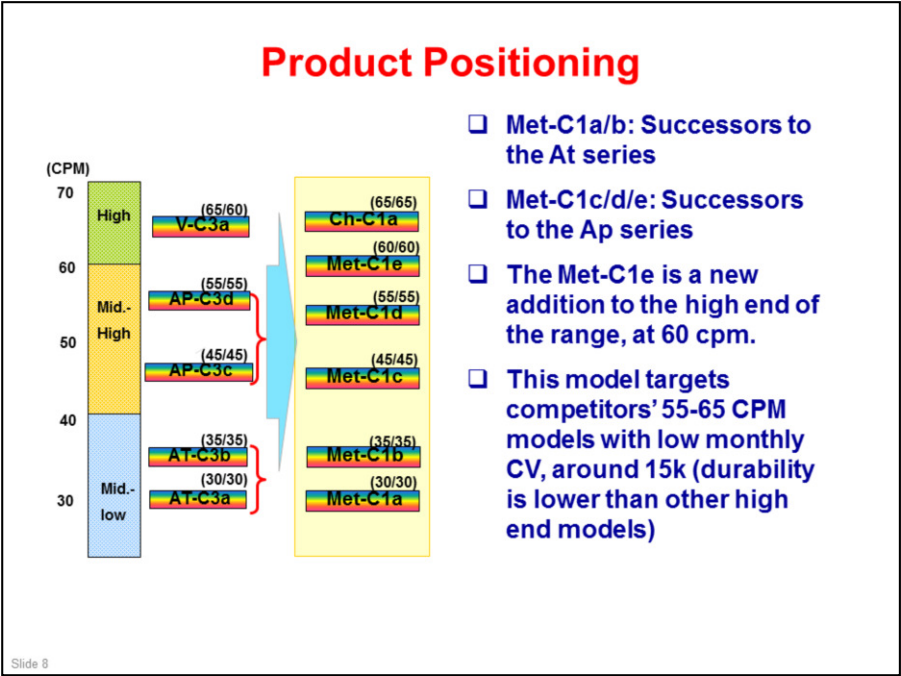 Product Positioning
(CPM)
70
60
50
40
30
High
Mid.-
High
Mid.-
low
(65/60)
V-C3a
(55/55)
AP-C3d
(45/45)
AP-C3c
(35/35)
AT-C3b
(30/30)
AT-C3a
(65/65)
Ch-C1a
(60/60)
Met-C1e
(55/55)
Met-C1d
(45/45)
Met-C1c
(35/35)
Met-C1b
(30/30)
Met-C1a
❑ Met-C1a/b: Successors to
the At series
❑ Met-C1c/d/e: Successors
to the Ap series
❑ The Met-C1e is a new
addition to the high end of
the range, at 60 cpm.
❑ This model targets
competitors’ 55-65 CPM
models with low monthly
CV, around 15k (durability
is lower than other high
end models)
Slide 8